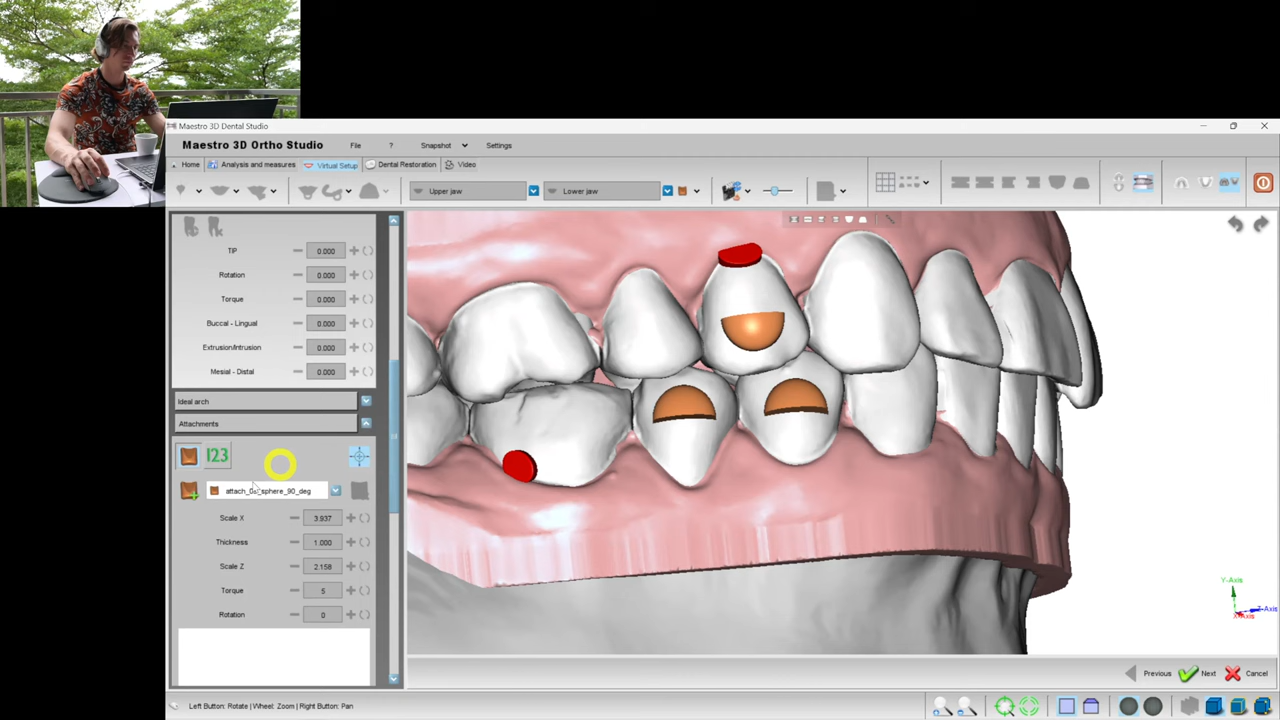 Maestro 3D Dental Studio
Maestro 3D Ortho Studio
File
?
Snapshot
Settings
Home
Analysis and measures
Virtual Setup
Dental Restoration
Video
Upper jaw
Lower jaw
TIP 0.000
Rotation 0.000
Torque 0.000
Buccal - Lingual 0.000
Extrusion/Intrusion 0.000
Mesial - Distal 0.000
Ideal arch
Attachments
123
Scale X 3.937
Thickness 1.000
Scale Z 2.158
Torque 5
Rotation 0
Y-Axis
Z-Axis
X-Axis
Previous
Next
Cancel
Left Button: Rotate | Wheel: Zoom | Right Button: Pan